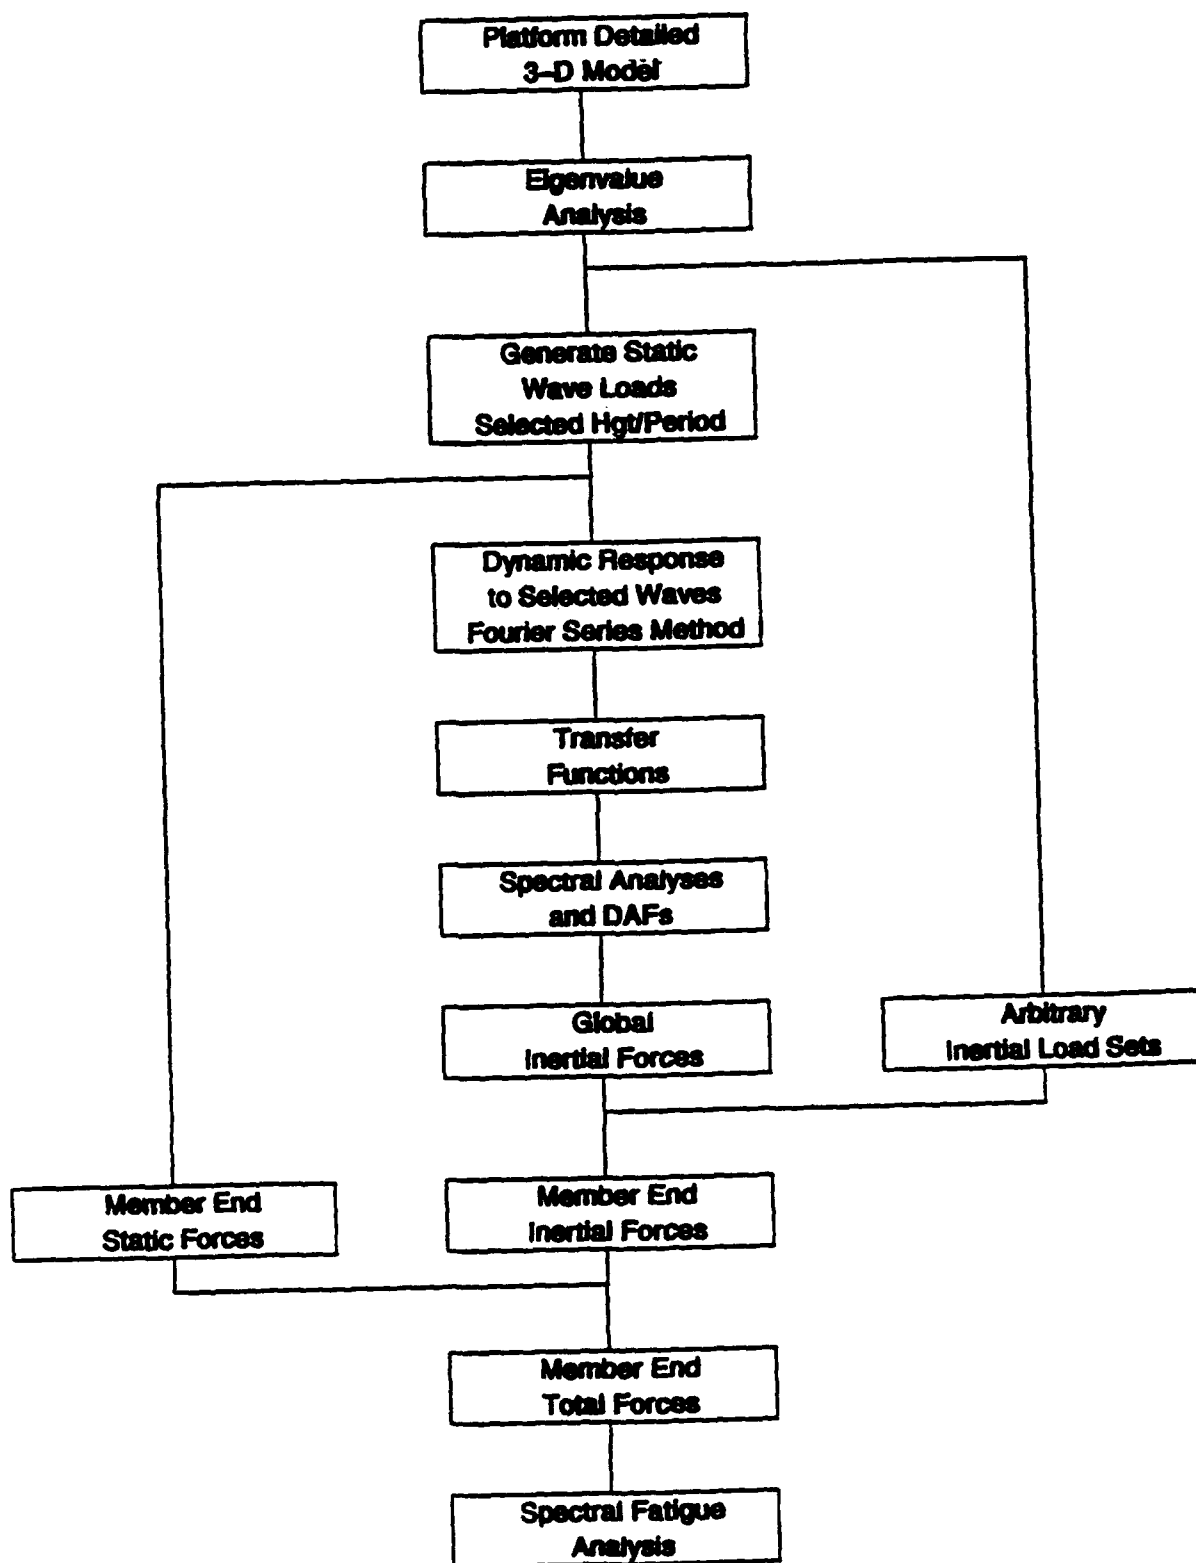 Platform Detailed
3-D Model
Eigenvalue
Analysis
Generate Static
Wave Loads
Selected Hgt/Period
Dynamic Response
to Selected Waves
Fourier Series Method
Transfer
Functions
Spectral Analyses
and DAFs
Global
Inertial Forces
Arbitrary
Inertial Load Sets
Member End
Static Forces
Member End
Inertial Forces
Member End
Total Forces
Spectral Fatigue
Analysis